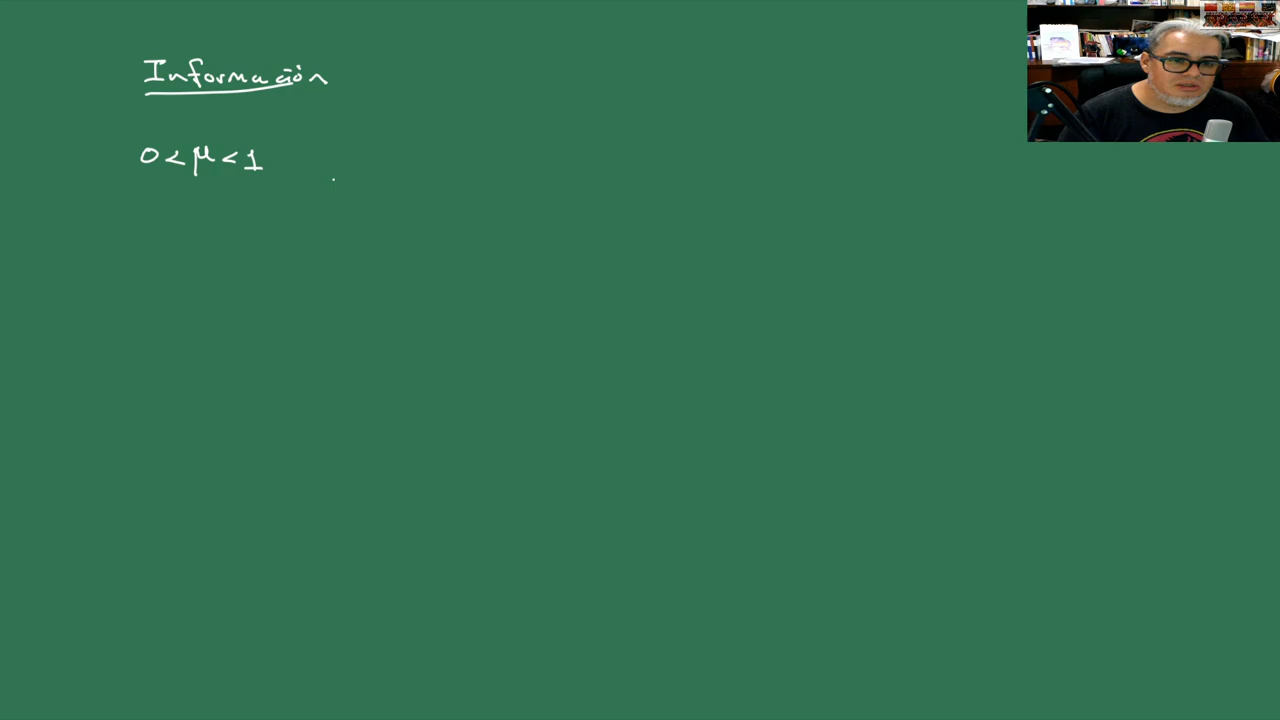 Información
0 < μ < 1